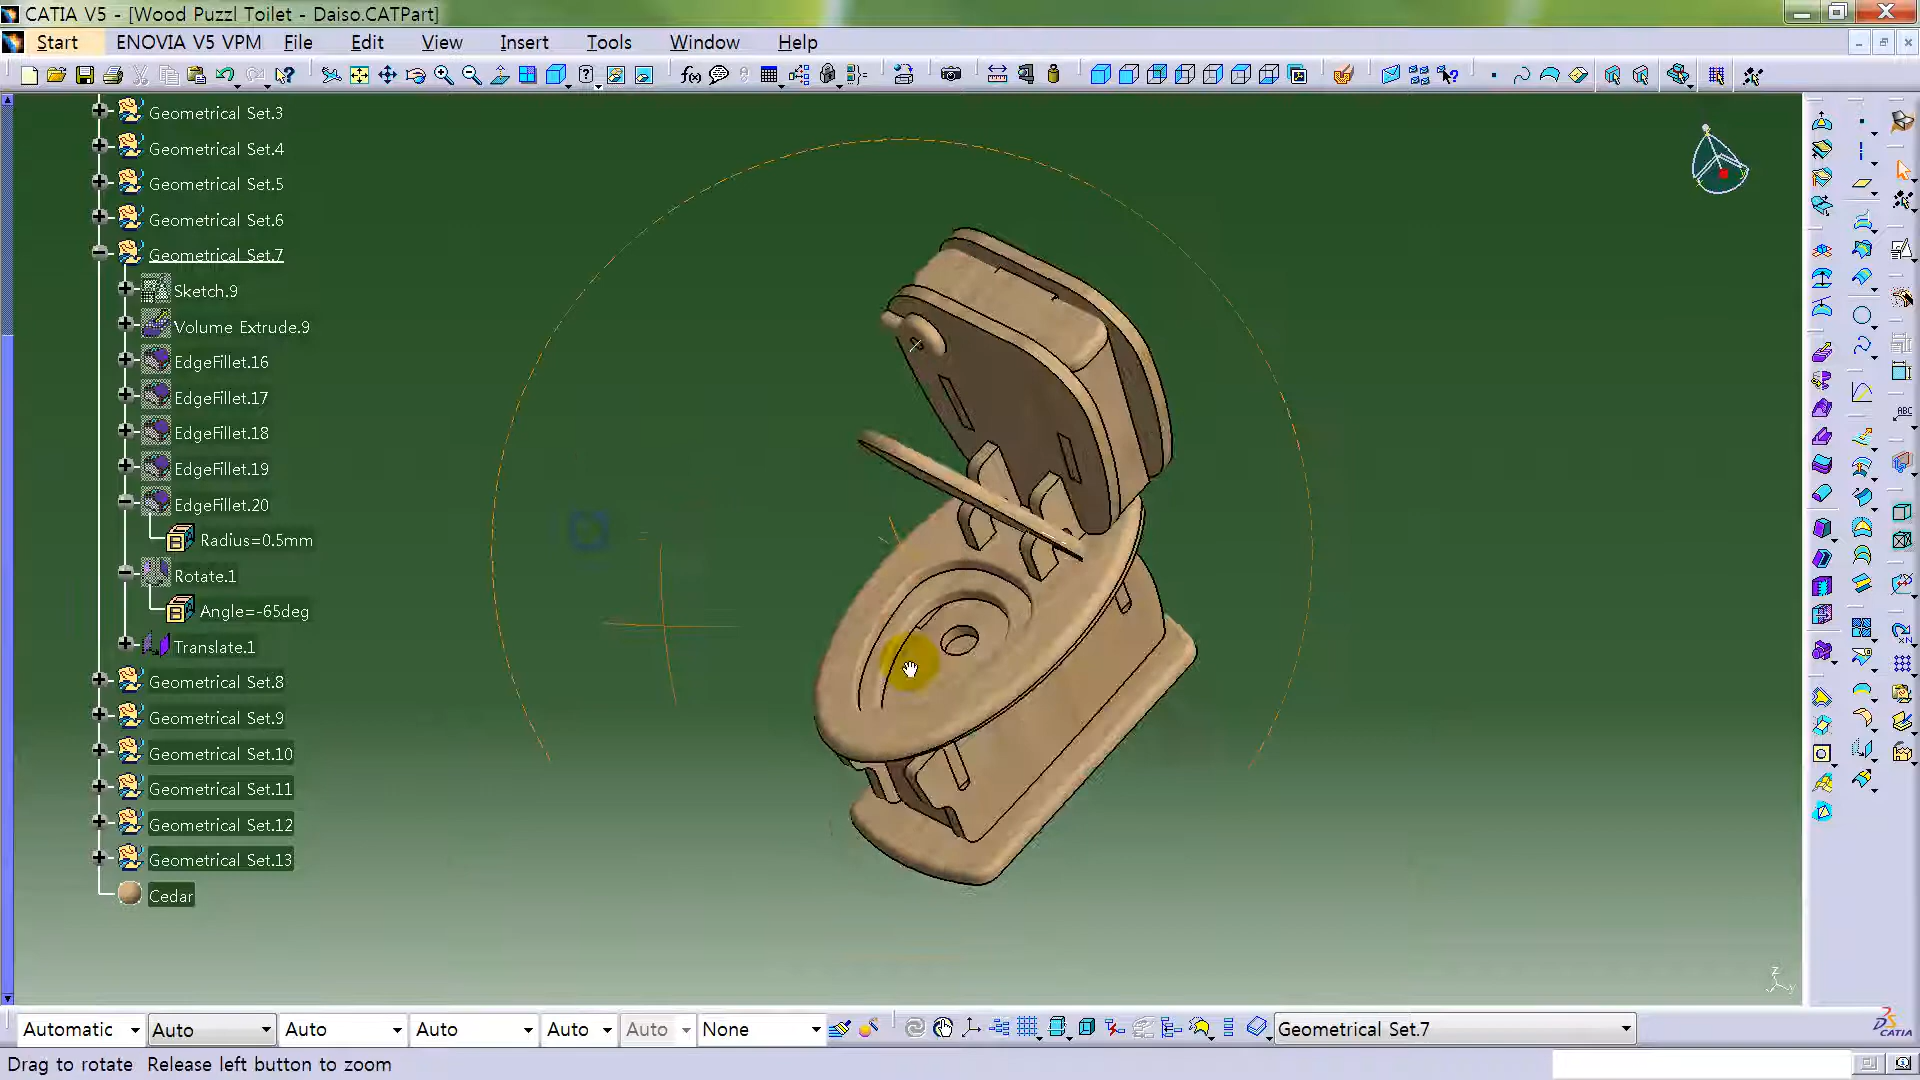 CATIA V5 - [Wood Puzzl Toilet - Daiso.CATPart]
Start ENOVIA V5 VPM File Edit View Insert Tools Window Help
Geometrical Set.3
Geometrical Set.4
Geometrical Set.5
Geometrical Set.6
Geometrical Set.7
Sketch.9
Volume Extrude.9
EdgeFillet.16
EdgeFillet.17
EdgeFillet.18
EdgeFillet.19
EdgeFillet.20
Radius=0.5mm
Rotate.1
Angle=-65deg
Translate.1
Geometrical Set.8
Geometrical Set.9
Geometrical Set.10
Geometrical Set.11
Geometrical Set.12
Geometrical Set.13
Cedar
Automatic Auto Auto Auto Auto Auto None Geometrical Set.7
Drag to rotate Release left button to zoom
f(x)
ABC
xN
z
y
CATIA